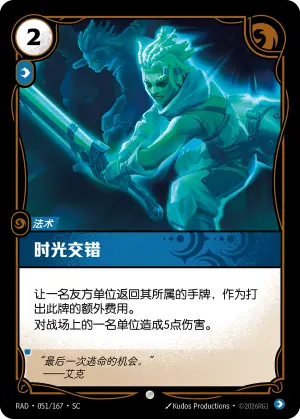 2
法术
时光交错
让一名友方单位返回其所属的手牌，作为打
出此牌的额外费用。
对战场上的一名单位造成5点伤害。
"最后一次逃命的机会。"
——艾克
RAD • 051/167 • SC
Kudos Productions • ©2026RGI